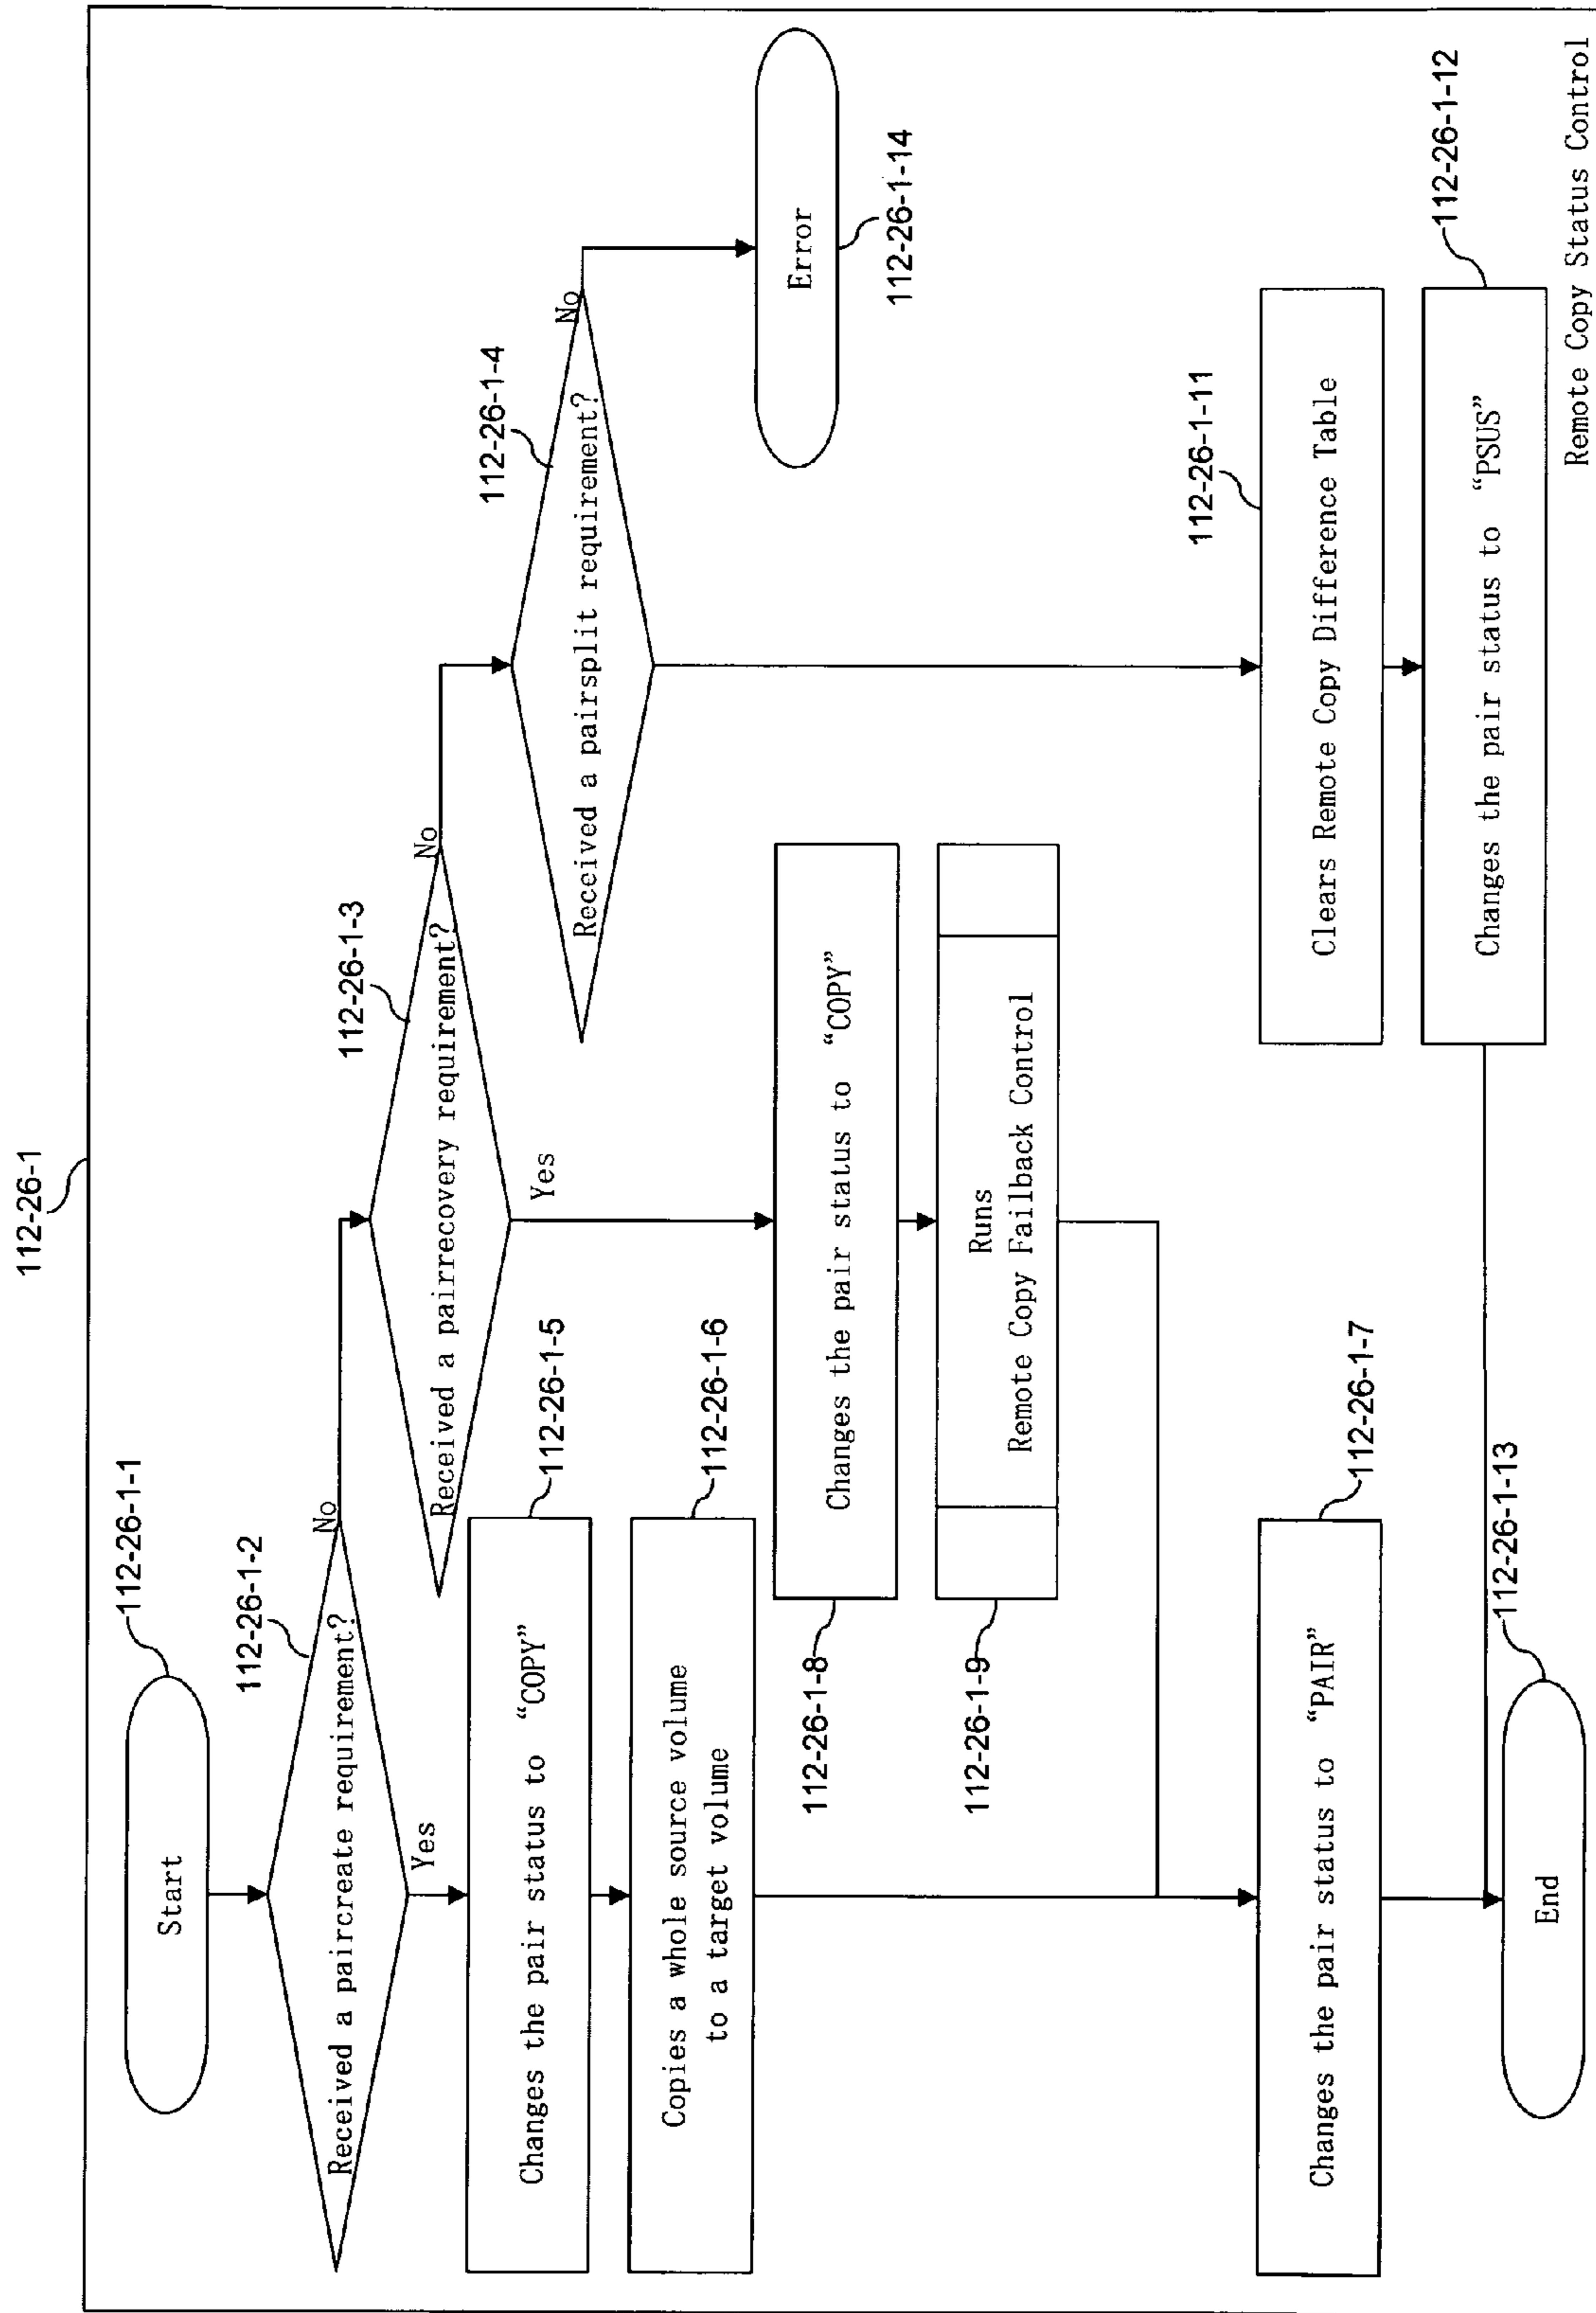 112-26-1
112-26-1-1
Start
112-26-1-2
Received a paircreate requirement?
No
Yes
112-26-1-3
Received a pairrecovery requirement?
No
Yes
112-26-1-4
Received a pairsplit requirement?
No
112-26-1-5
Changes the pair status to “COPY”
112-26-1-6
Copies a whole source volume
to a target volume
112-26-1-8
Changes the pair status to “COPY”
112-26-1-9
Runs
Remote Copy Failback Control
Error
112-26-1-14
112-26-1-7
Changes the pair status to “PAIR”
112-26-1-11
Clears Remote Copy Difference Table
112-26-1-12
Changes the pair status to “PSUS”
112-26-1-13
End
Remote Copy Status Control